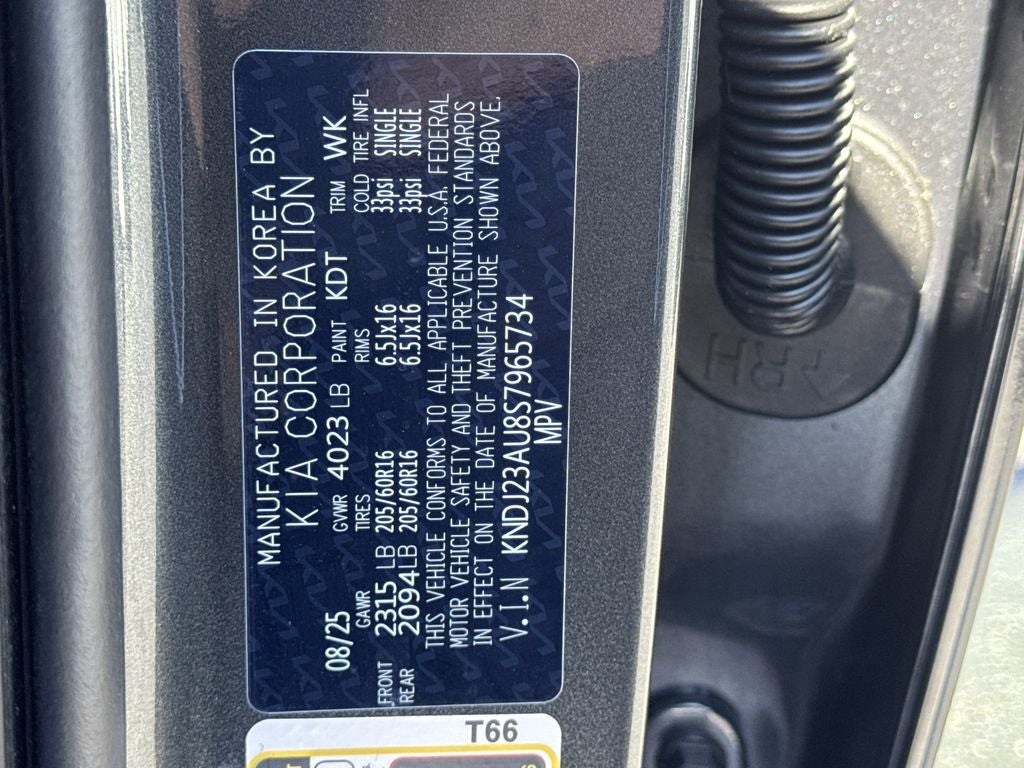 MANUFACTURED IN KOREA BY
KIA CORPORATION
08/25 GVWR 4023 LB PAINT KDT TRIM WK
GAWR TIRES RIMS COLD TIRE INFL
FRONT 2315 LB 205/60R16 6.5Jx16 33psi SINGLE
REAR 2094LB 205/60R16 6.5Jx16 33psi SINGLE
THIS VEHICLE CONFORMS TO ALL APPLICABLE U.S.A. FEDERAL
MOTOR VEHICLE SAFETY AND THEFT PREVENTION STANDARDS
IN EFFECT ON THE DATE OF MANUFACTURE SHOWN ABOVE.
V.I.N KNDJ23AU8S7965734
MPV
T66
RH